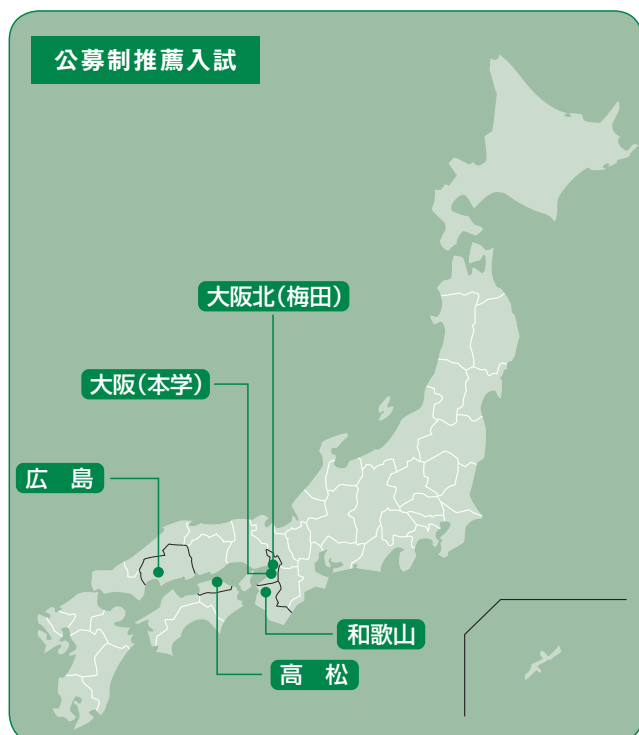 公募制推薦入試
大阪北(梅田)
大阪(本学)
広　島
和歌山
高　松